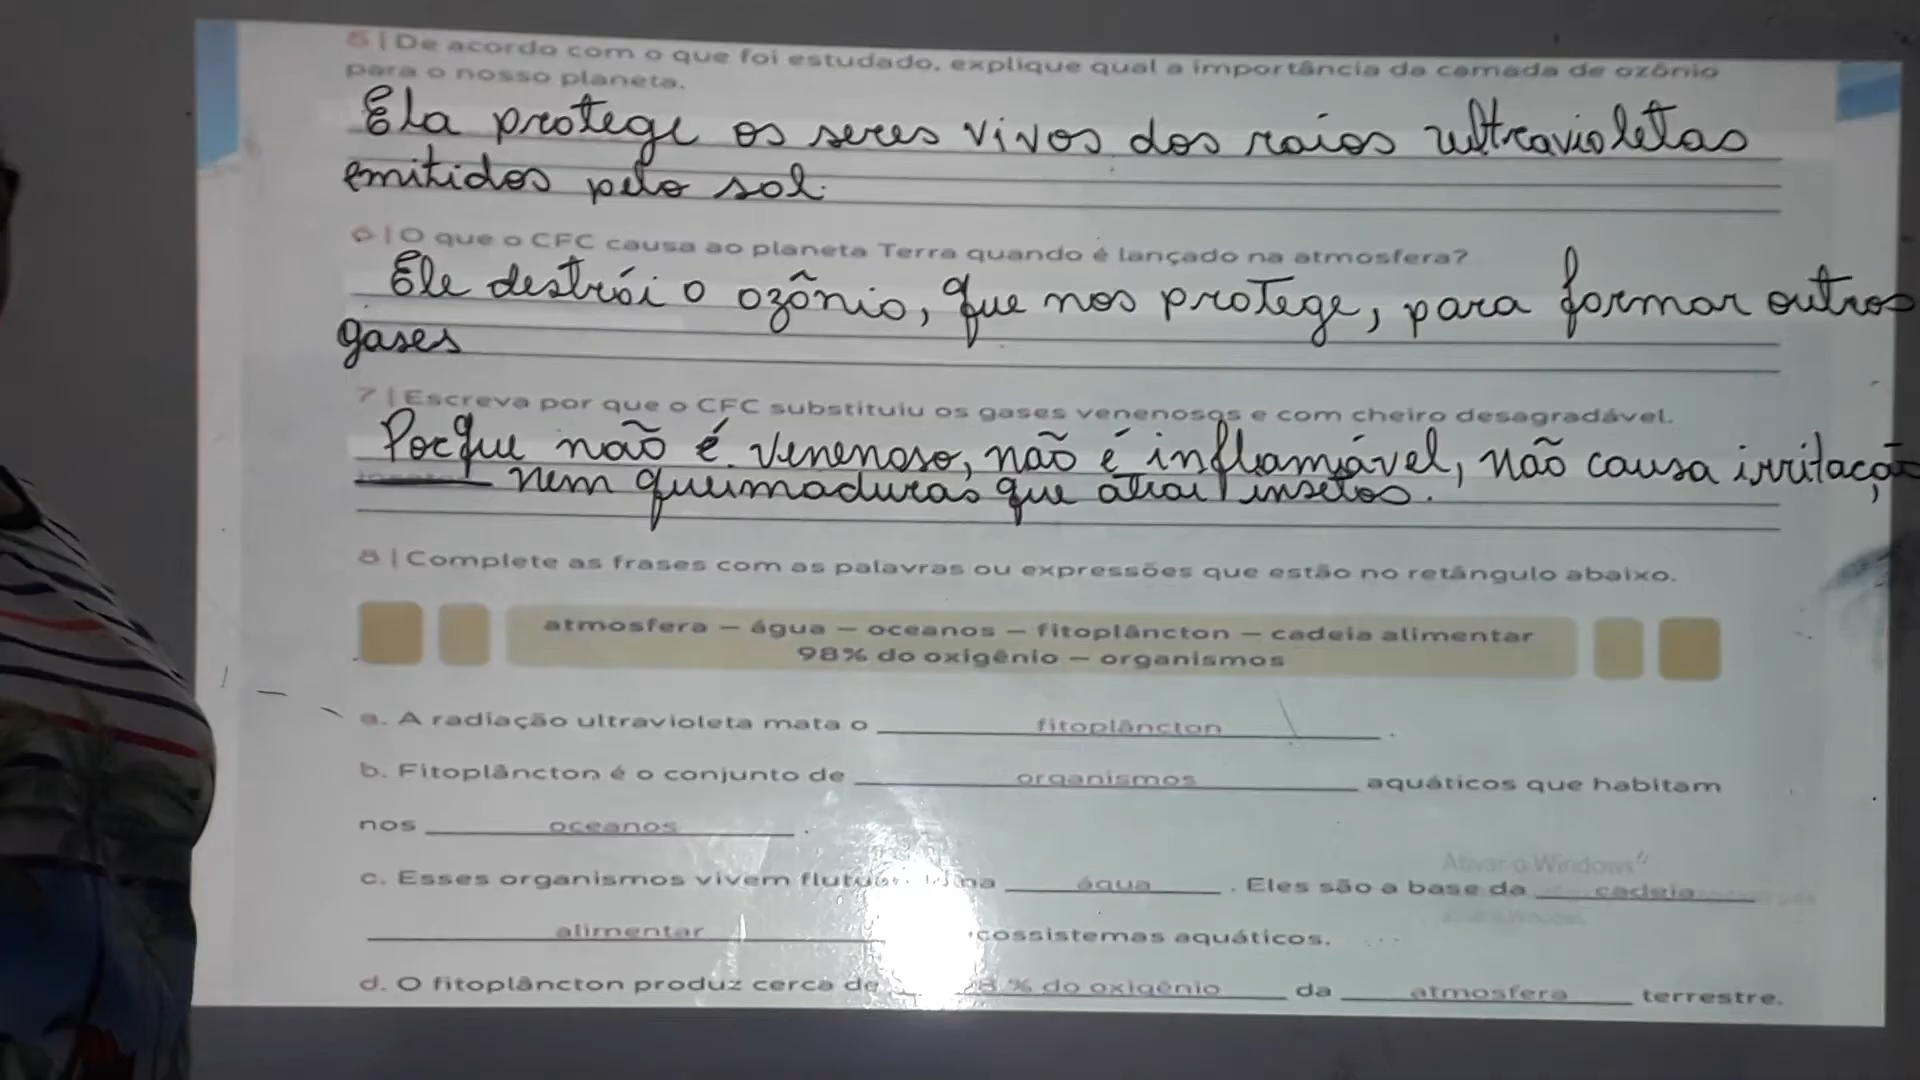 5 | De acordo com o que foi estudado, explique qual a importância da camada de ozônio
para o nosso planeta.
Ela protege os seres vivos dos raios ultravioletas
emitidos pelo sol.
6 | O que o CFC causa ao planeta Terra quando é lançado na atmosfera?
Ele destrói o ozônio, que nos protege, para formar outros
gases
7 | Escreva por que o CFC substituiu os gases venenosos e com cheiro desagradável.
Porque não é venenoso, não é inflamável, não causa irritação
nem queimaduras que atrai insetos.
8 | Complete as frases com as palavras ou expressões que estão no retângulo abaixo.
atmosfera – água – oceanos – fitoplâncton – cadeia alimentar
98% do oxigênio – organismos
a. A radiação ultravioleta mata o fitoplâncton.
b. Fitoplâncton é o conjunto de organismos aquáticos que habitam
nos oceanos.
Ativar o Windows
c. Esses organismos vivem na água. Eles são a base da cadeia
alimentar aquáticos.
d. O fitoplâncton produz cerca de % do oxigênio da atmosfera terrestre.